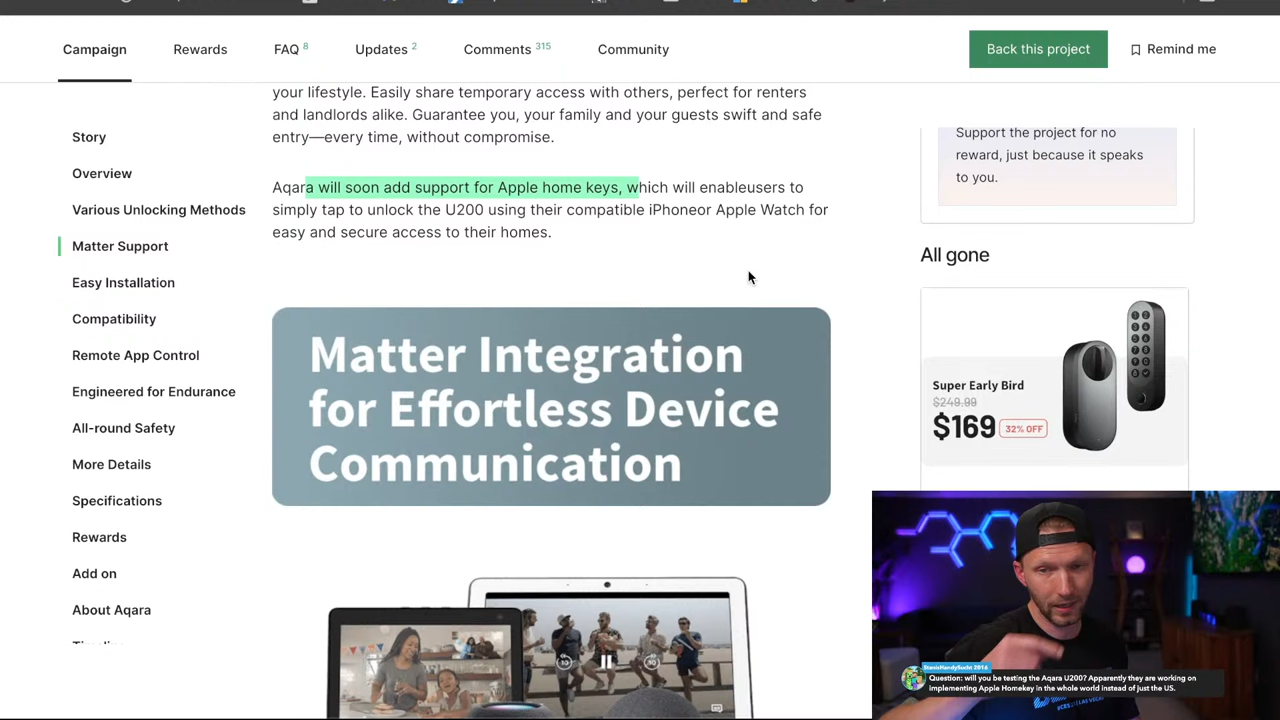 Campaign
Rewards
FAQ 8
Updates 2
Comments 315
Community
Back this project
Remind me
Story
Overview
Various Unlocking Methods
Matter Support
Easy Installation
Compatibility
Remote App Control
Engineered for Endurance
All-round Safety
More Details
Specifications
Rewards
Add on
About Aqara
your lifestyle. Easily share temporary access with others, perfect for renters
and landlords alike. Guarantee you, your family and your guests swift and safe
entry—every time, without compromise.
Aqara will soon add support for Apple home keys, which will enableusers to
simply tap to unlock the U200 using their compatible iPhoneor Apple Watch for
easy and secure access to their homes.
Matter Integration
for Effortless Device
Communication
Support the project for no
reward, just because it speaks
to you.
All gone
Super Early Bird
$249.99
$169 32% OFF
StanisHandySucht 2016
Question: will you be testing the Aqara U200? Apparently they are working on
implementing Apple Homekey in the whole world instead of just the US.